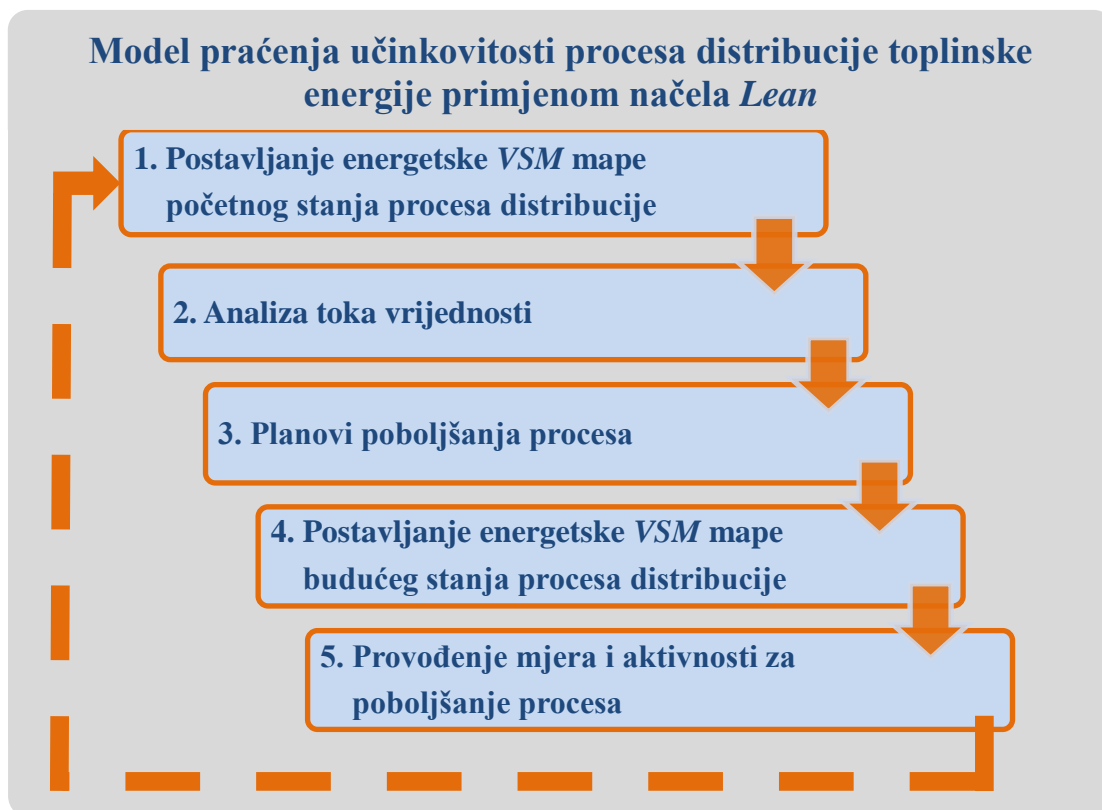 Model praćenja učinkovitosti procesa distribucije toplinske
energije primjenom načela Lean
1. Postavljanje energetske VSM mape
početnog stanja procesa distribucije
2. Analiza toka vrijednosti
3. Planovi poboljšanja procesa
4. Postavljanje energetske VSM mape
budućeg stanja procesa distribucije
5. Provođenje mjera i aktivnosti za
poboljšanje procesa